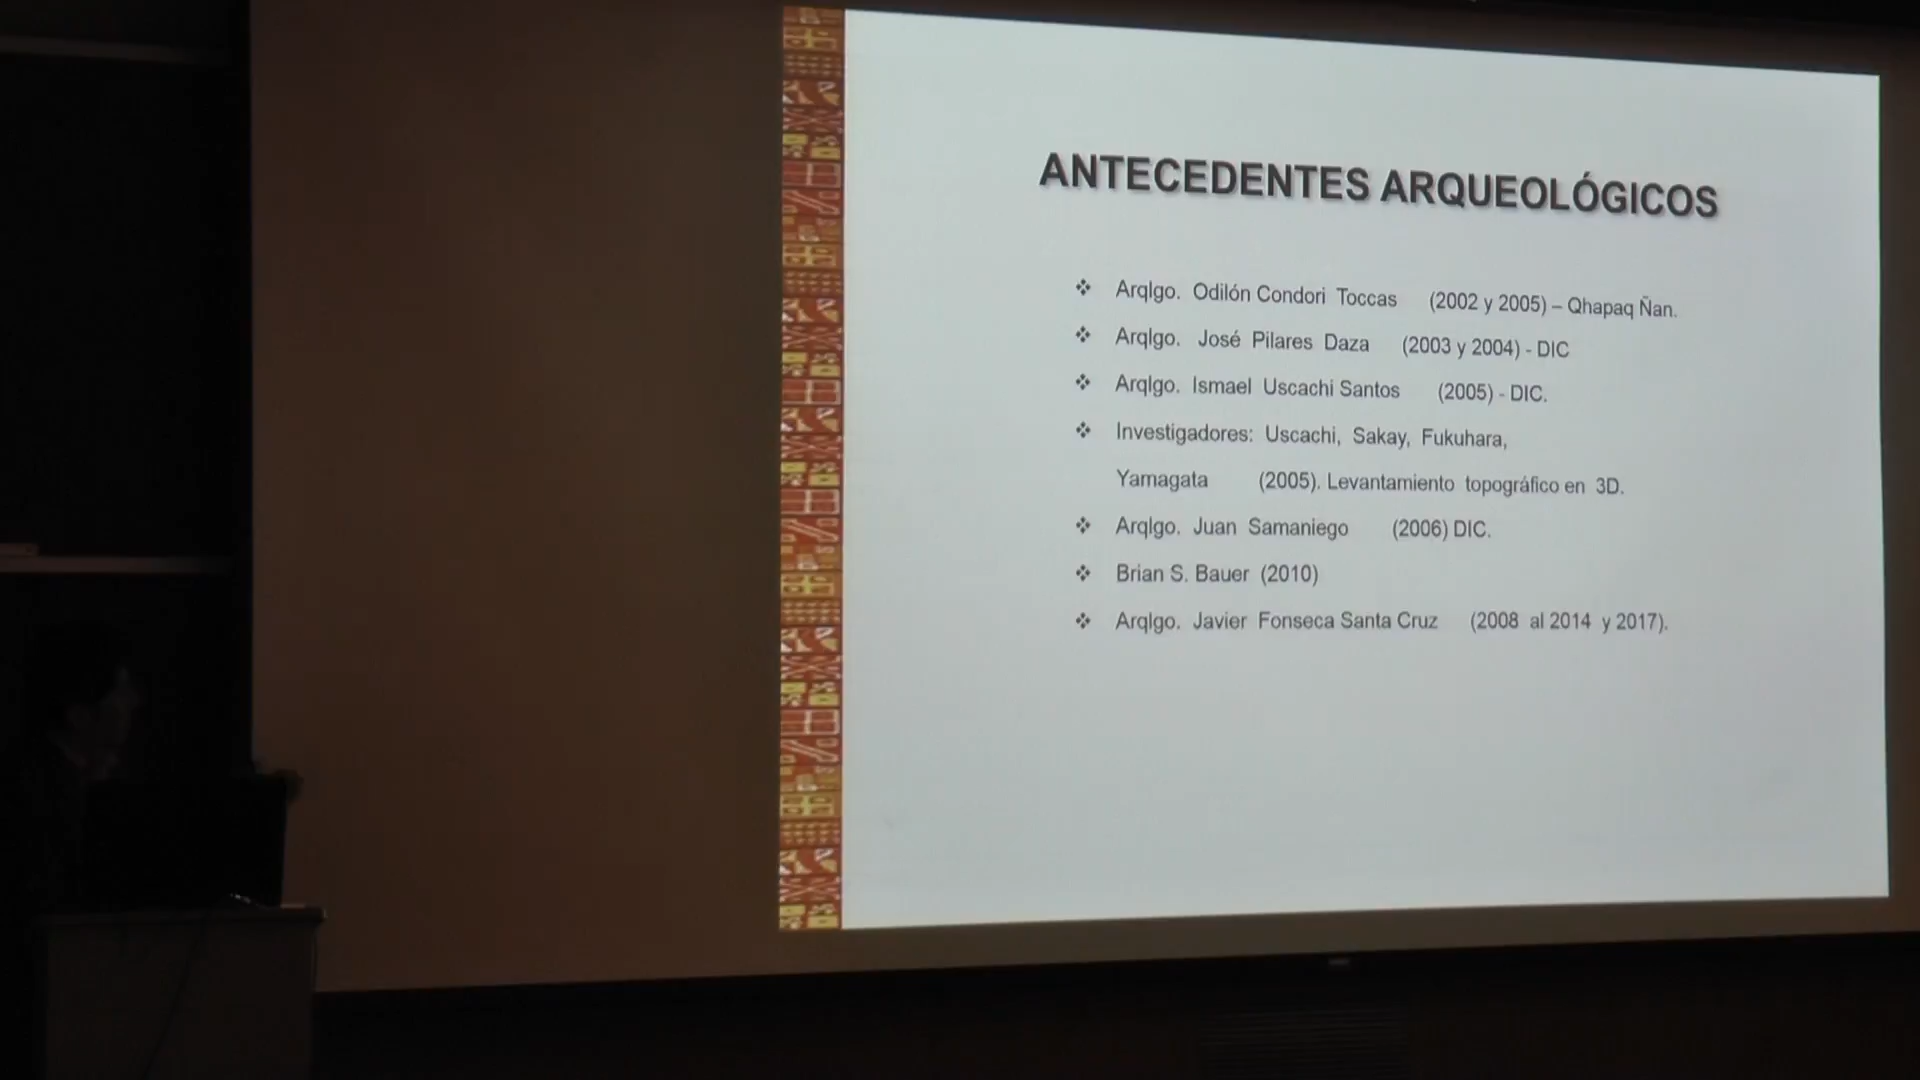 ANTECEDENTES ARQUEOLÓGICOS
❖ Arqlgo. Odilón Condori Toccas (2002 y 2005) – Qhapaq Ñan.
❖ Arqlgo. José Pilares Daza (2003 y 2004) - DIC
❖ Arqlgo. Ismael Uscachi Santos (2005) - DIC.
❖ Investigadores: Uscachi, Sakay, Fukuhara,
Yamagata (2005). Levantamiento topográfico en 3D.
❖ Arqlgo. Juan Samaniego (2006) DIC.
❖ Brian S. Bauer (2010)
❖ Arqlgo. Javier Fonseca Santa Cruz (2008 al 2014 y 2017).